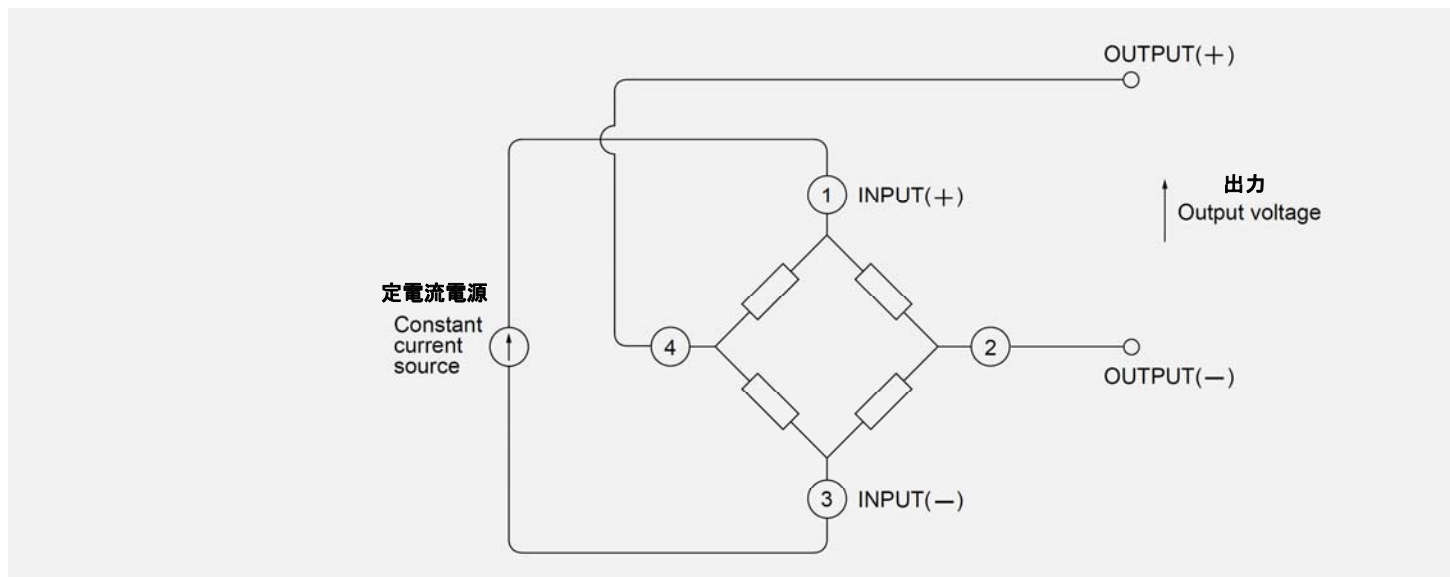 OUTPUT(+)
1
INPUT(+)
出力
Output voltage
定電流電源
Constant
current
source
4
2
OUTPUT(−)
3
INPUT(−)